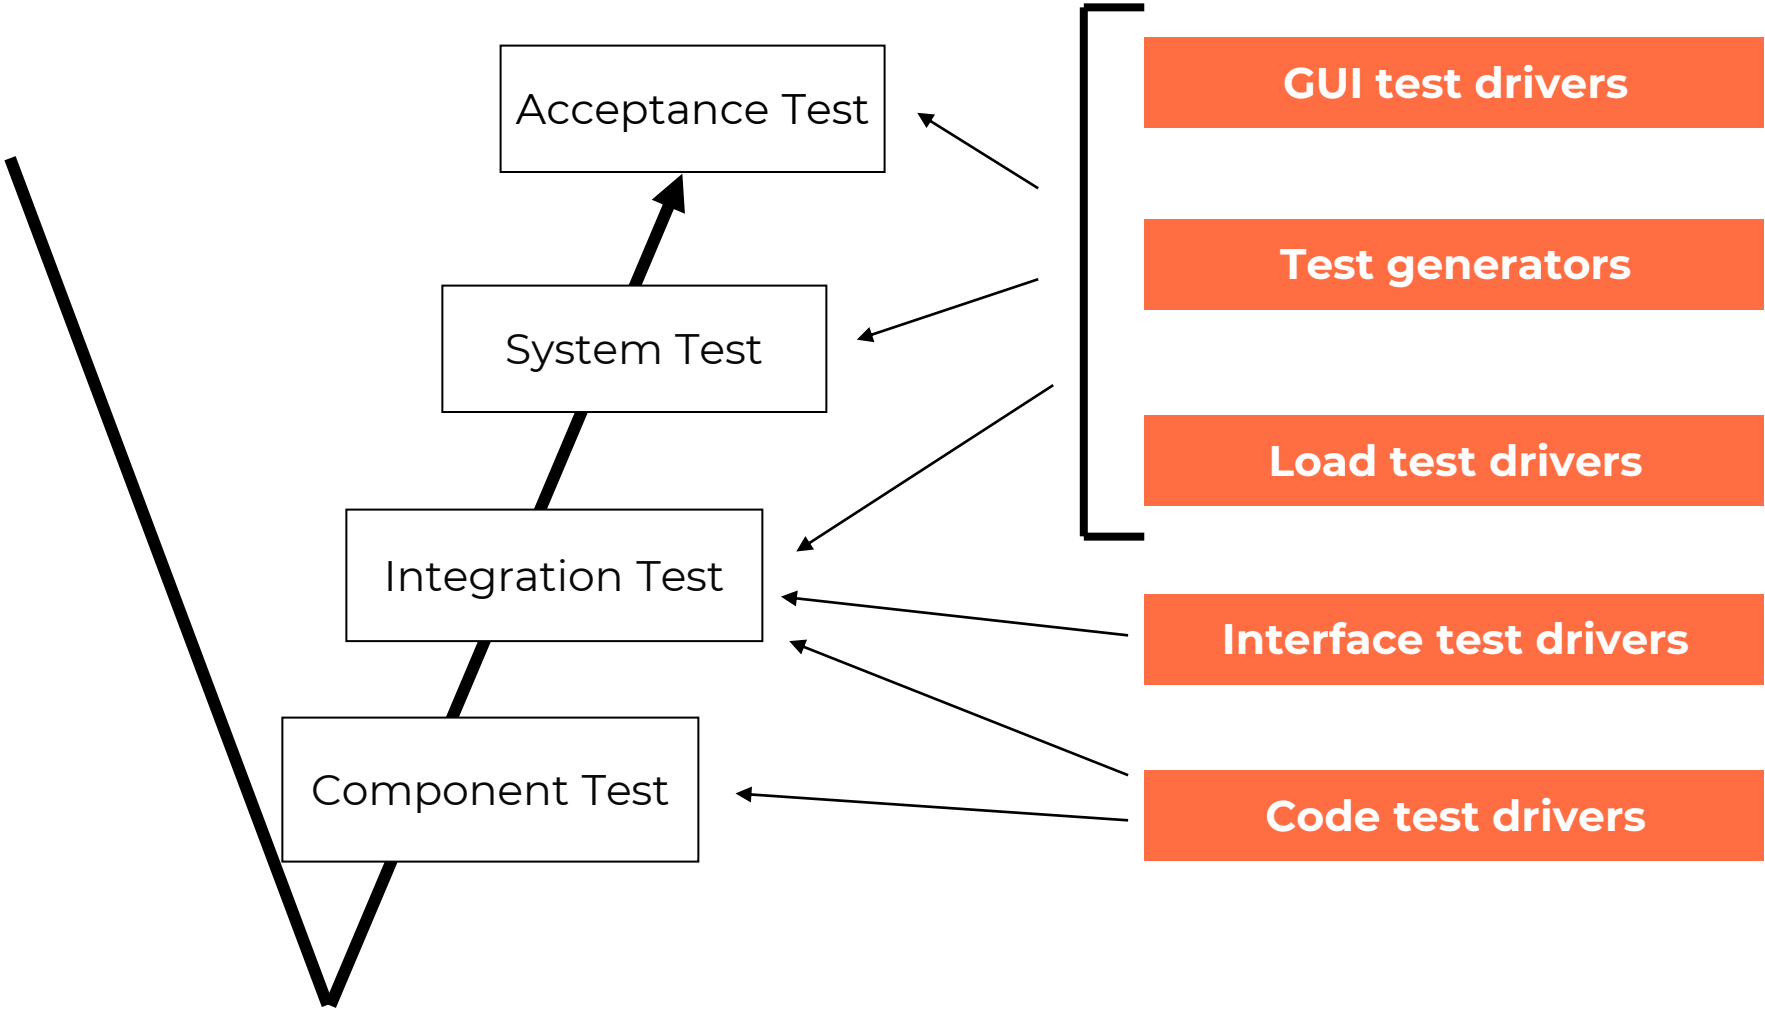 Acceptance Test
System Test
Integration Test
Component Test
GUI test drivers
Test generators
Load test drivers
Interface test drivers
Code test drivers